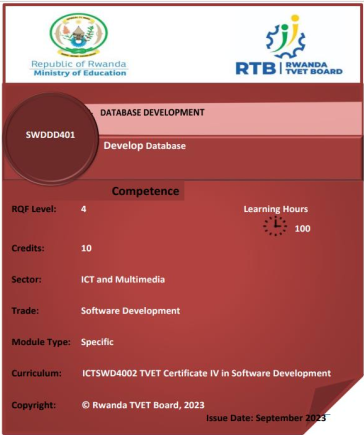 Republic of Rwanda
Ministry of Education
RTB | RWANDA
TVET BOARD
DATABASE DEVELOPMENT
SWDDD401
Develop Database
Competence
RQF Level: 4
Learning Hours
100
Credits: 10
Sector: ICT and Multimedia
Trade: Software Development
Module Type: Specific
Curriculum: ICTSWD4002 TVET Certificate IV in Software Development
Copyright: © Rwanda TVET Board, 2023
Issue Date: September 2023